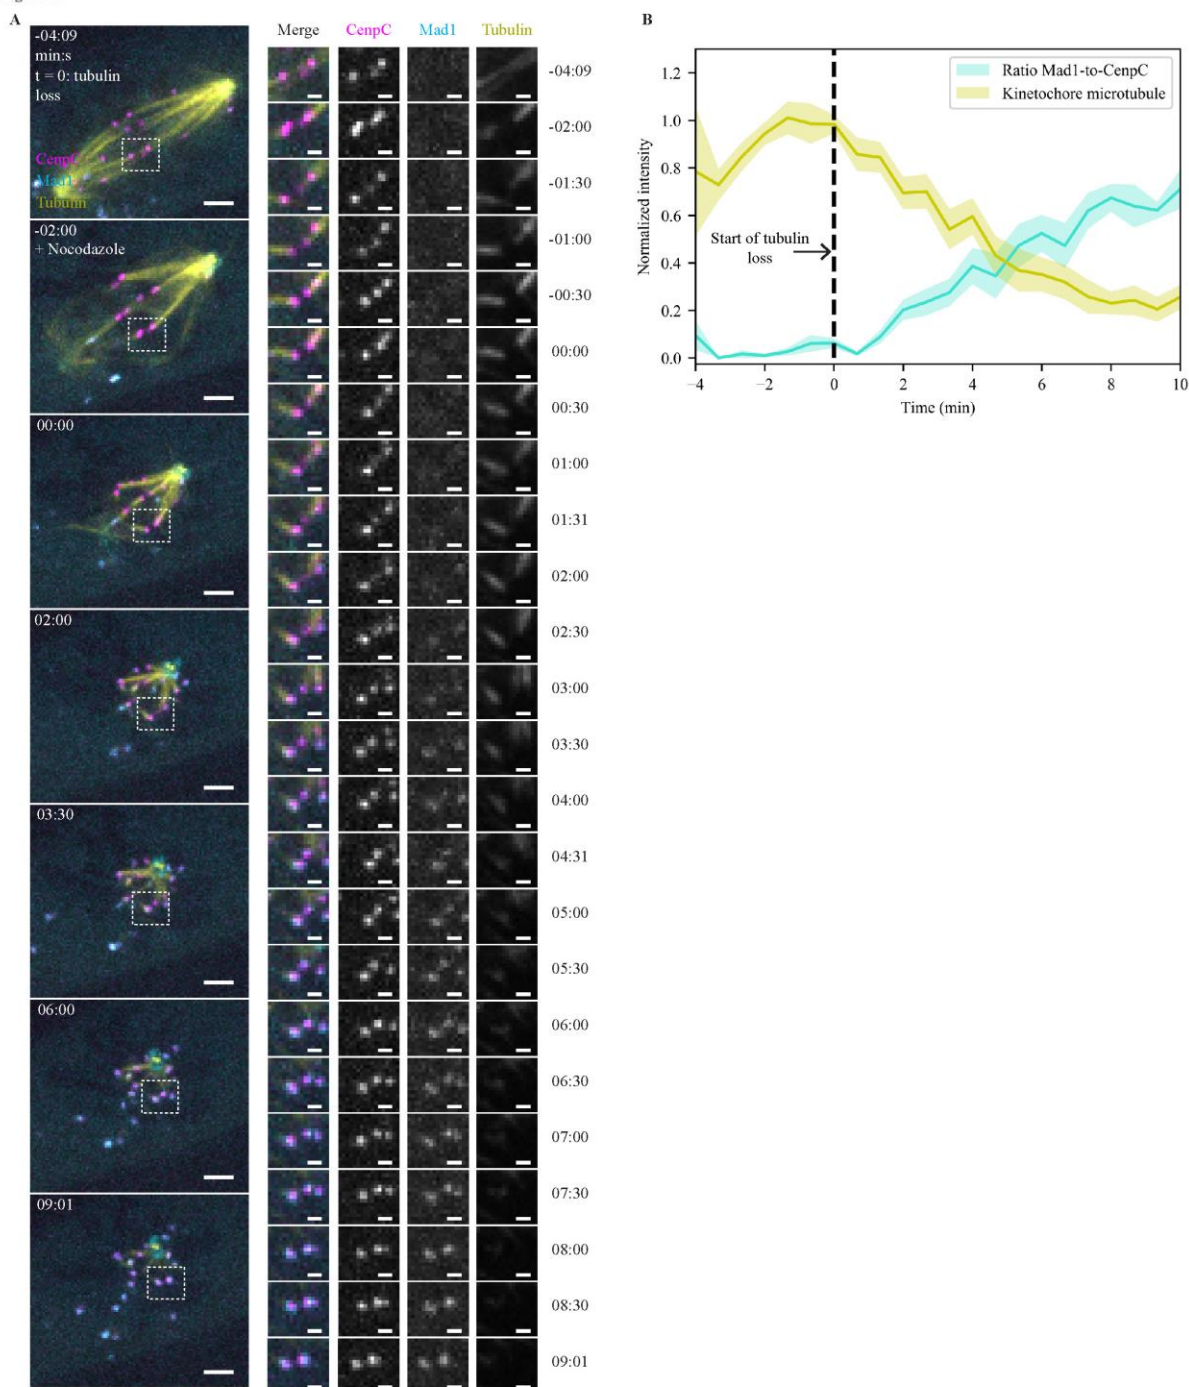 A
-04:09
min:s
t = 0: tubulin
loss
CenpC
Mad1
Tubulin
-02:00
+ Nocodazole
00:00
02:00
03:30
06:00
09:01
Merge CenpC Mad1 Tubulin
-04:09
-02:00
-01:30
-01:00
-00:30
00:00
00:30
01:00
01:31
02:00
02:30
03:00
03:30
04:00
04:31
05:00
05:30
06:00
06:30
07:00
07:30
08:00
08:30
09:01
B
Ratio Mad1-to-CenpC
Kinetochore microtubule
Normalized intensity
1.2
1.0
0.8
0.6
0.4
0.2
0.0
Start of tubulin
loss
−4 −2 0 2 4 6 8 10
Time (min)